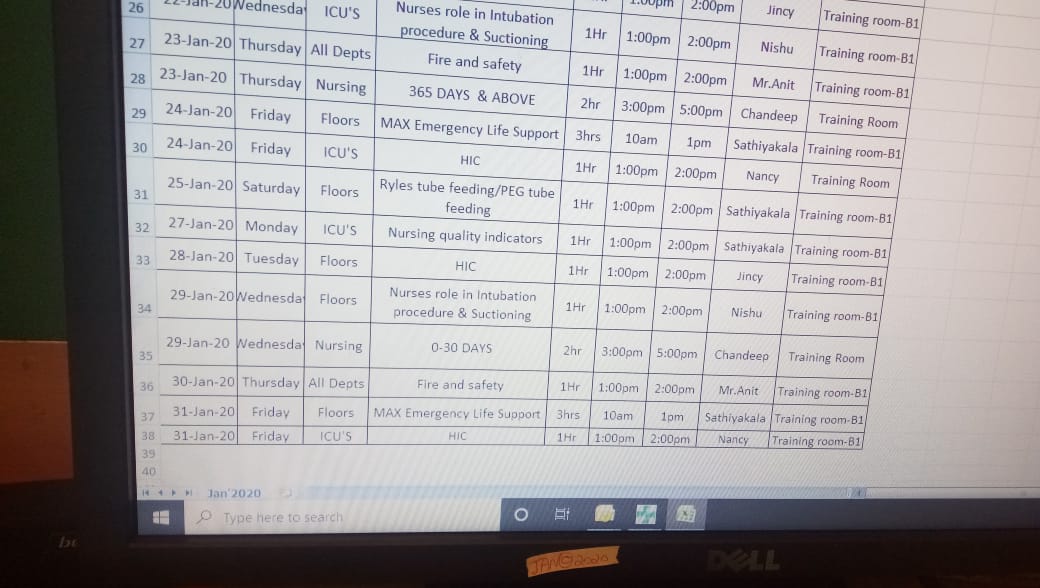 26 22-Jan-20 Wednesda ICU'S Nurses role in Intubation procedure & Suctioning 1Hr 1:00pm 2:00pm Jincy Training room-B1
27 23-Jan-20 Thursday All Depts Fire and safety 1Hr 1:00pm 2:00pm Nishu Training room-B1
28 23-Jan-20 Thursday Nursing 365 DAYS & ABOVE 1Hr 1:00pm 2:00pm Mr.Anit Training room-B1
29 24-Jan-20 Friday Floors MAX Emergency Life Support 2hr 3:00pm 5:00pm Chandeep Training Room
30 24-Jan-20 Friday ICU'S HIC 3hrs 10am 1pm Sathiyakala Training room-B1
1Hr 1:00pm 2:00pm Nancy Training Room
31 25-Jan-20 Saturday Floors Ryles tube feeding/PEG tube feeding 1Hr 1:00pm 2:00pm Sathiyakala Training room-B1
32 27-Jan-20 Monday ICU'S Nursing quality indicators 1Hr 1:00pm 2:00pm Sathiyakala Training room-B1
33 28-Jan-20 Tuesday Floors HIC 1Hr 1:00pm 2:00pm Jincy Training room-B1
34 29-Jan-20 Wednesda Floors Nurses role in Intubation procedure & Suctioning 1Hr 1:00pm 2:00pm Nishu Training room-B1
35 29-Jan-20 Wednesda Nursing 0-30 DAYS 2hr 3:00pm 5:00pm Chandeep Training Room
36 30-Jan-20 Thursday All Depts Fire and safety 1Hr 1:00pm 2:00pm Mr.Anit Training room-B1
37 31-Jan-20 Friday Floors MAX Emergency Life Support 3hrs 10am 1pm Sathiyakala Training room-B1
38 31-Jan-20 Friday ICU'S HIC 1Hr 1:00pm 2:00pm Nancy Training room-B1
39
40
Jan'2020
Type here to search
DELL